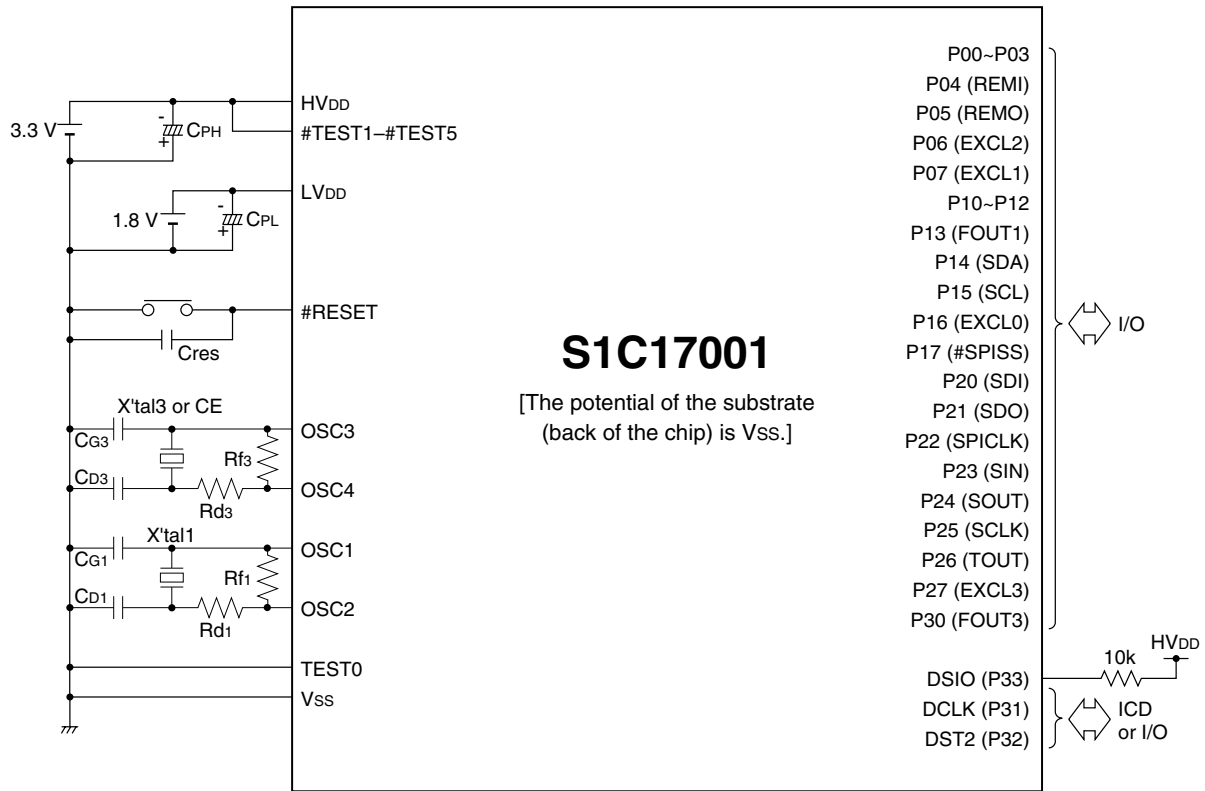 3.3 V
-
+
CPH
HVDD
#TEST1–#TEST5
1.8 V
-
+
CPL
LVDD
Cres
#RESET
X'tal3 or CE
CG3
CD3
Rf3
Rd3
OSC3
OSC4
X'tal1
CG1
CD1
Rf1
Rd1
OSC1
OSC2
TEST0
VSS
S1C17001
[The potential of the substrate
(back of the chip) is VSS.]
P00~P03
P04 (REMI)
P05 (REMO)
P06 (EXCL2)
P07 (EXCL1)
P10~P12
P13 (FOUT1)
P14 (SDA)
P15 (SCL)
P16 (EXCL0)
P17 (#SPISS)
P20 (SDI)
P21 (SDO)
P22 (SPICLK)
P23 (SIN)
P24 (SOUT)
P25 (SCLK)
P26 (TOUT)
P27 (EXCL3)
P30 (FOUT3)
I/O
DSIO (P33)
10k
HVDD
DCLK (P31)
DST2 (P32)
ICD
or I/O